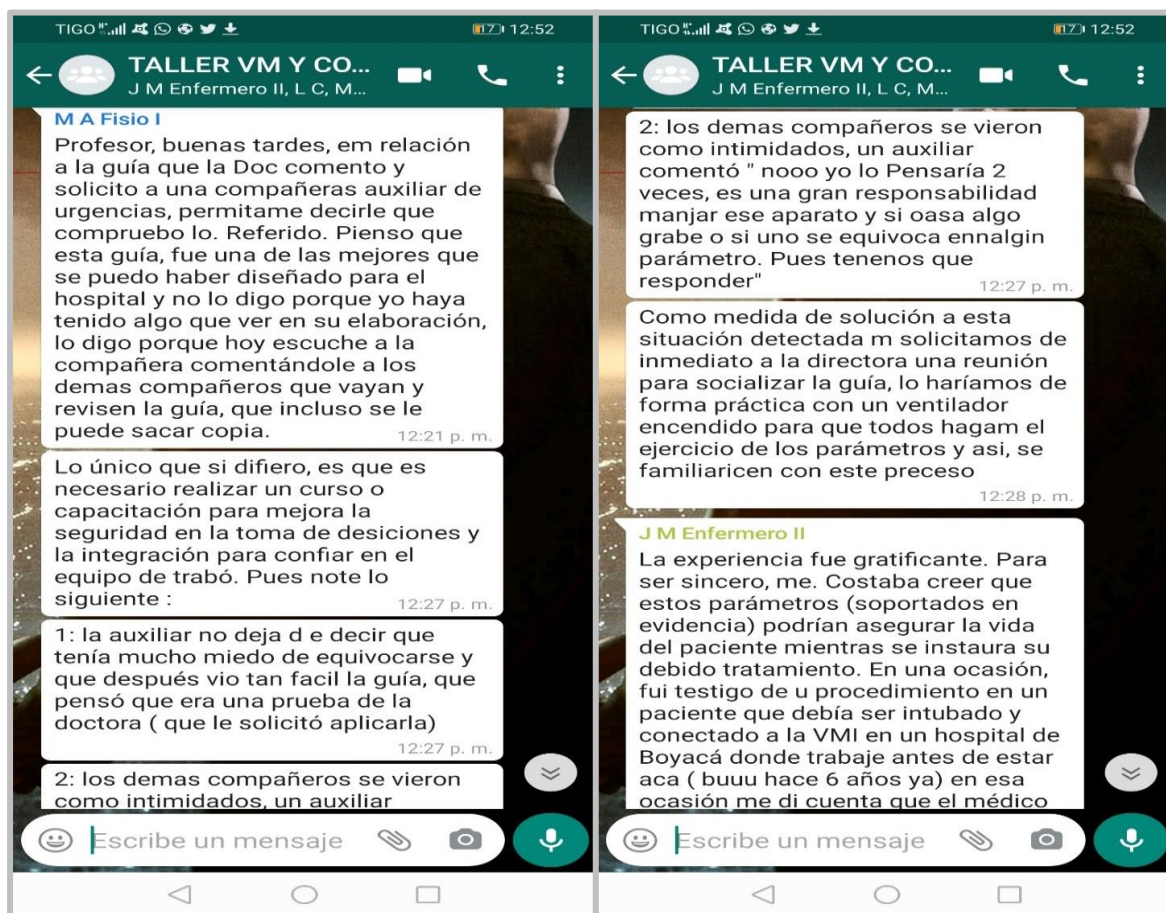 TIGO 17 12:52
TALLER VM Y CO...
J M Enfermero II, L C, M...
M A Fisio I
Profesor, buenas tardes, em relación
a la guía que la Doc comento y
solicito a una compañeras auxiliar de
urgencias, permitame decirle que
compruebo lo. Referido. Pienso que
esta guía, fue una de las mejores que
se puedo haber diseñado para el
hospital y no lo digo porque yo haya
tenido algo que ver en su elaboración,
lo digo porque hoy escuche a la
compañera comentándole a los
demas compañeros que vayan y
revisen la guía, que incluso se le
puede sacar copia.
12:21 p. m.
Lo único que si difiero, es que es
necesario realizar un curso o
capacitación para mejora la
seguridad en la toma de desiciones y
la integración para confiar en el
equipo de trabó. Pues note lo
siguiente :
12:27 p. m.
1: la auxiliar no deja d e decir que
tenía mucho miedo de equivocarse y
que después vio tan facil la guía, que
pensó que era una prueba de la
doctora ( que le solicitó aplicarla)
12:27 p. m.
2: los demas compañeros se vieron
como intimidados, un auxiliar
Escribe un mensaje
TIGO 17 12:52
TALLER VM Y CO...
J M Enfermero II, L C, M...
2: los demas compañeros se vieron
como intimidados, un auxiliar
comentó " nooo yo lo Pensaría 2
veces, es una gran responsabilidad
manjar ese aparato y si oasa algo
grabe o si uno se equivoca ennalgin
parámetro. Pues tenenos que
responder"
12:27 p. m.
Como medida de solución a esta
situación detectada m solicitamos de
inmediato a la directora una reunión
para socializar la guía, lo haríamos de
forma práctica con un ventilador
encendido para que todos hagam el
ejercicio de los parámetros y asi, se
familiaricen con este preceso
12:28 p. m.
J M Enfermero II
La experiencia fue gratificante. Para
ser sincero, me. Costaba creer que
estos parámetros (soportados en
evidencia) podrían asegurar la vida
del paciente mientras se instaura su
debido tratamiento. En una ocasión,
fui testigo de u procedimiento en un
paciente que debía ser intubado y
conectado a la VMI en un hospital de
Boyacá donde trabaje antes de estar
aca ( buuu hace 6 años ya) en esa
ocasión me di cuenta que el médico
Escribe un mensaje